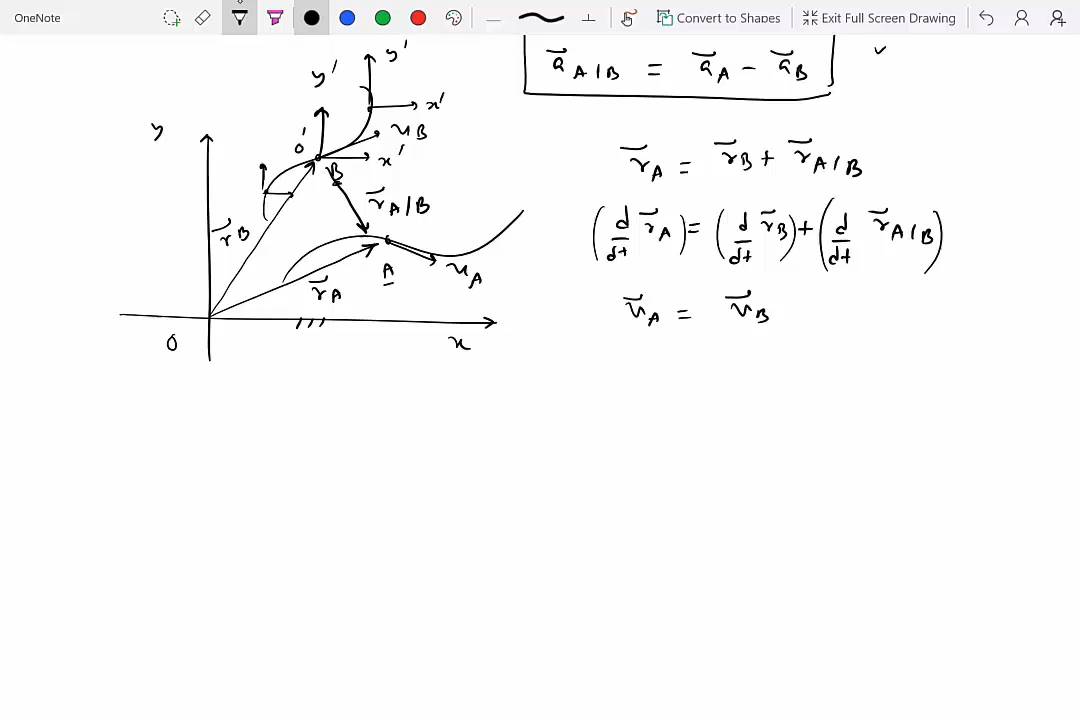 OneNote
Convert to Shapes
Exit Full Screen Drawing
a̅ A/B = a̅ A − a̅ B
y'
y'
x'
v B
o'
x'
B
y
r̅ A/B
r̅ B
A
v A
r̅ A
O
x
r̅ A = r̅ B + r̅ A/B
(d/dt r̅ A) = (d/dt r̅ B) + (d/dt r̅ A/B)
v̅ A = v̅ B